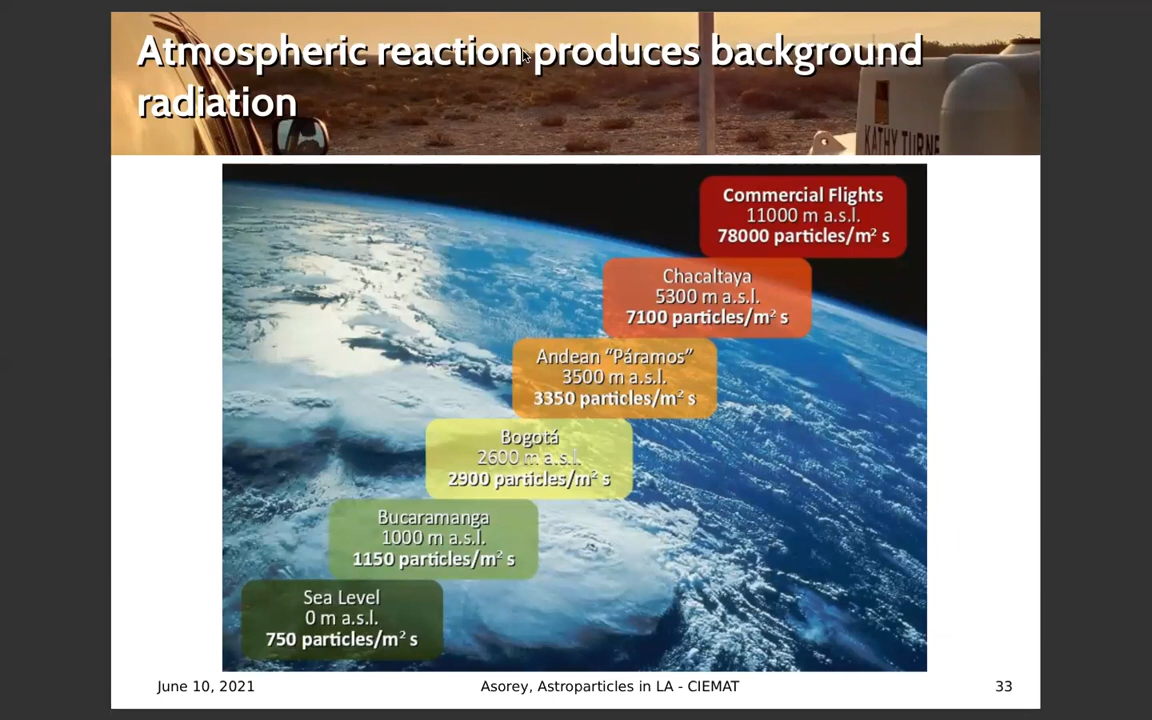 Atmospheric reaction produces background
radiation
KATHY TURNE
Commercial Flights
11000 m a.s.l.
78000 particles/m² s
Chacaltaya
5300 m a.s.l.
7100 particles/m² s
Andean “Páramos”
3500 m a.s.l.
3350 particles/m² s
Bogotá
2600 m a.s.l.
2900 particles/m² s
Bucaramanga
1000 m a.s.l.
1150 particles/m² s
Sea Level
0 m a.s.l.
750 particles/m² s
June 10, 2021
Asorey, Astroparticles in LA - CIEMAT
33